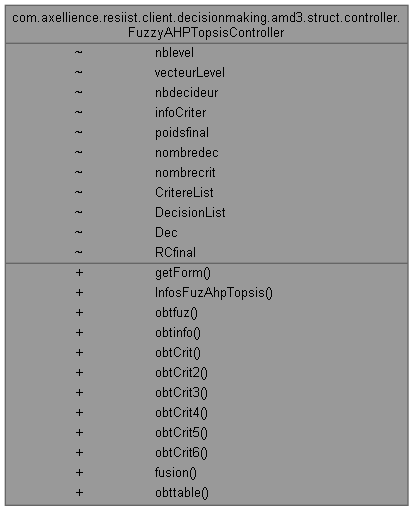 com.axellience.resiist.client.decisionmaking.amd3.struct.controller.
FuzzyAHPTopsisController
~ nblevel
~ vecteurLevel
~ nbdecideur
~ infoCriter
~ poidsfinal
~ nombredec
~ nombrecrit
~ CritereList
~ DecisionList
~ Dec
~ RCfinal
+ getForm()
+ InfosFuzAhpTopsis()
+ obtfuz()
+ obtinfo()
+ obtCrit()
+ obtCrit2()
+ obtCrit3()
+ obtCrit4()
+ obtCrit5()
+ obtCrit6()
+ fusion()
+ obttable()